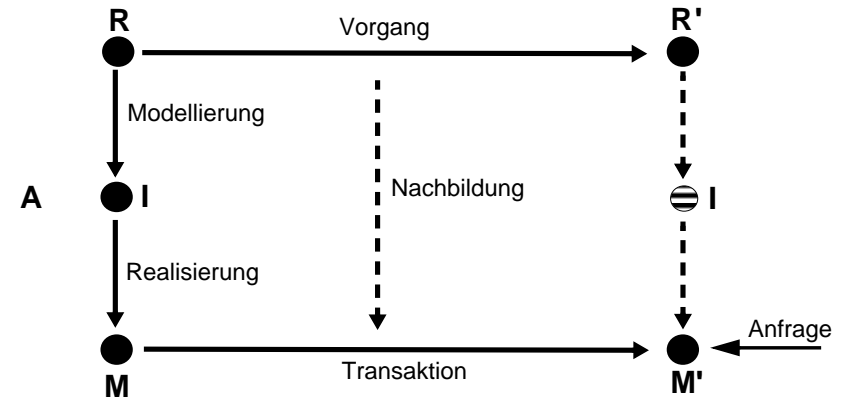 R
Vorgang
R'
Modellierung
A
I
Nachbildung
I
Realisierung
Anfrage
M
Transaktion
M'